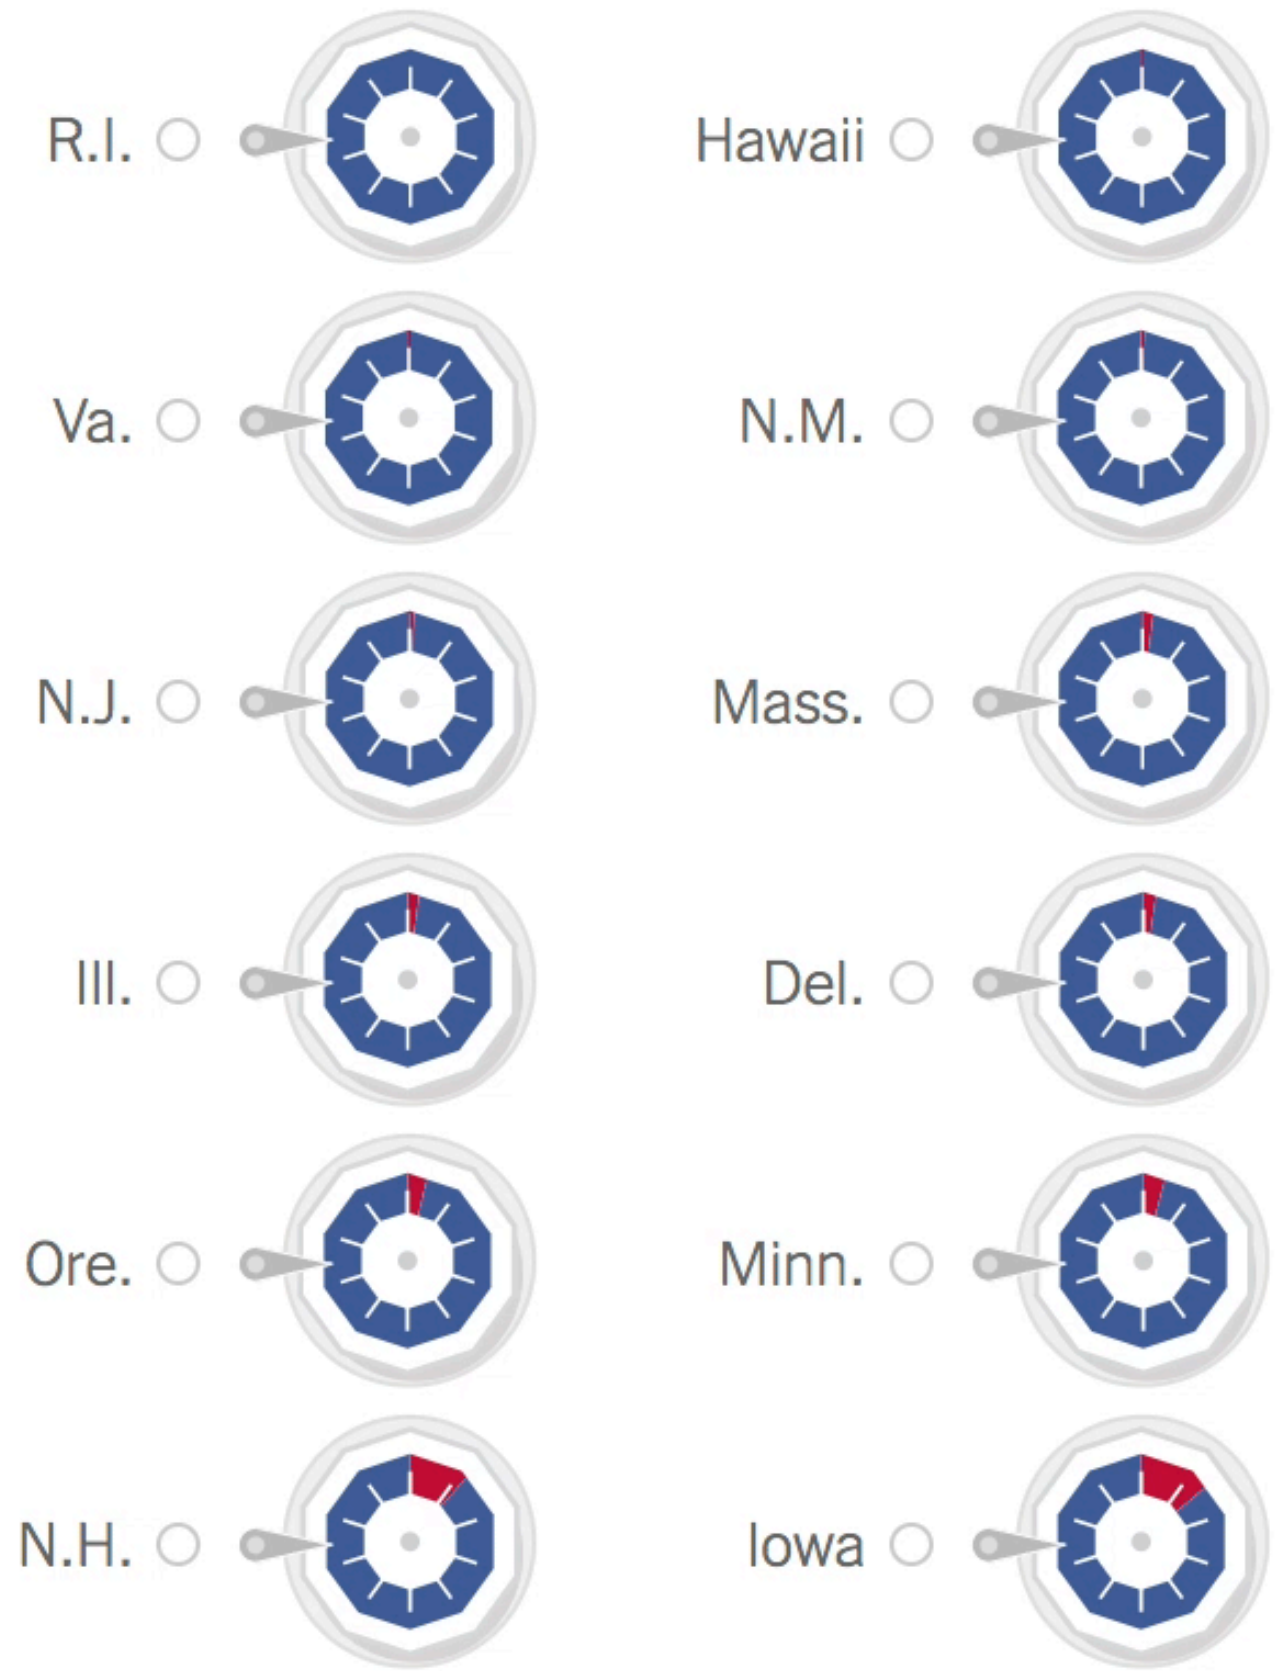 R.I.
Hawaii
Va.
N.M.
N.J.
Mass.
Ill.
Del.
Ore.
Minn.
N.H.
Iowa